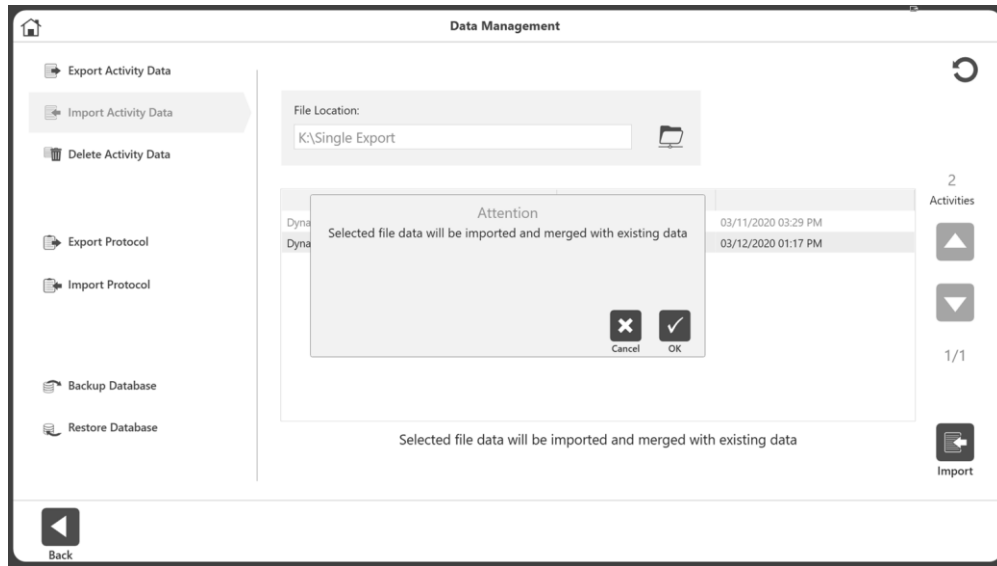 Data Management
Export Activity Data
Import Activity Data
Delete Activity Data
Export Protocol
Import Protocol
Backup Database
Restore Database
File Location:
K:\Single Export
Attention
Selected file data will be imported and merged with existing data
Cancel
OK
Dyna
03/11/2020 03:29 PM
Dyna
03/12/2020 01:17 PM
Selected file data will be imported and merged with existing data
2
Activities
1/1
Import
Back